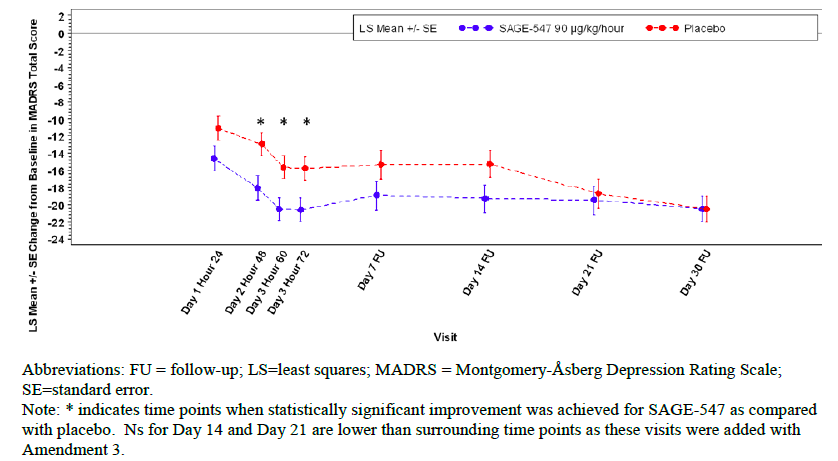 LS Mean +/- SE SAGE-547 90 µg/kg/hour Placebo
LS Mean +/- SE Change from Baseline in MADRS Total Score
2
0
-2
-4
-6
-8
-10
-12
-14
-16
-18
-20
-22
-24
* * *
Day 1 Hour 24
Day 2 Hour 48
Day 3 Hour 60
Day 3 Hour 72
Day 7 FU
Day 14 FU
Day 21 FU
Day 30 FU
Visit
Abbreviations: FU = follow-up; LS=least squares; MADRS = Montgomery-Åsberg Depression Rating Scale;
SE=standard error.
Note: * indicates time points when statistically significant improvement was achieved for SAGE-547 as compared
with placebo.  Ns for Day 14 and Day 21 are lower than surrounding time points as these visits were added with
Amendment 3.